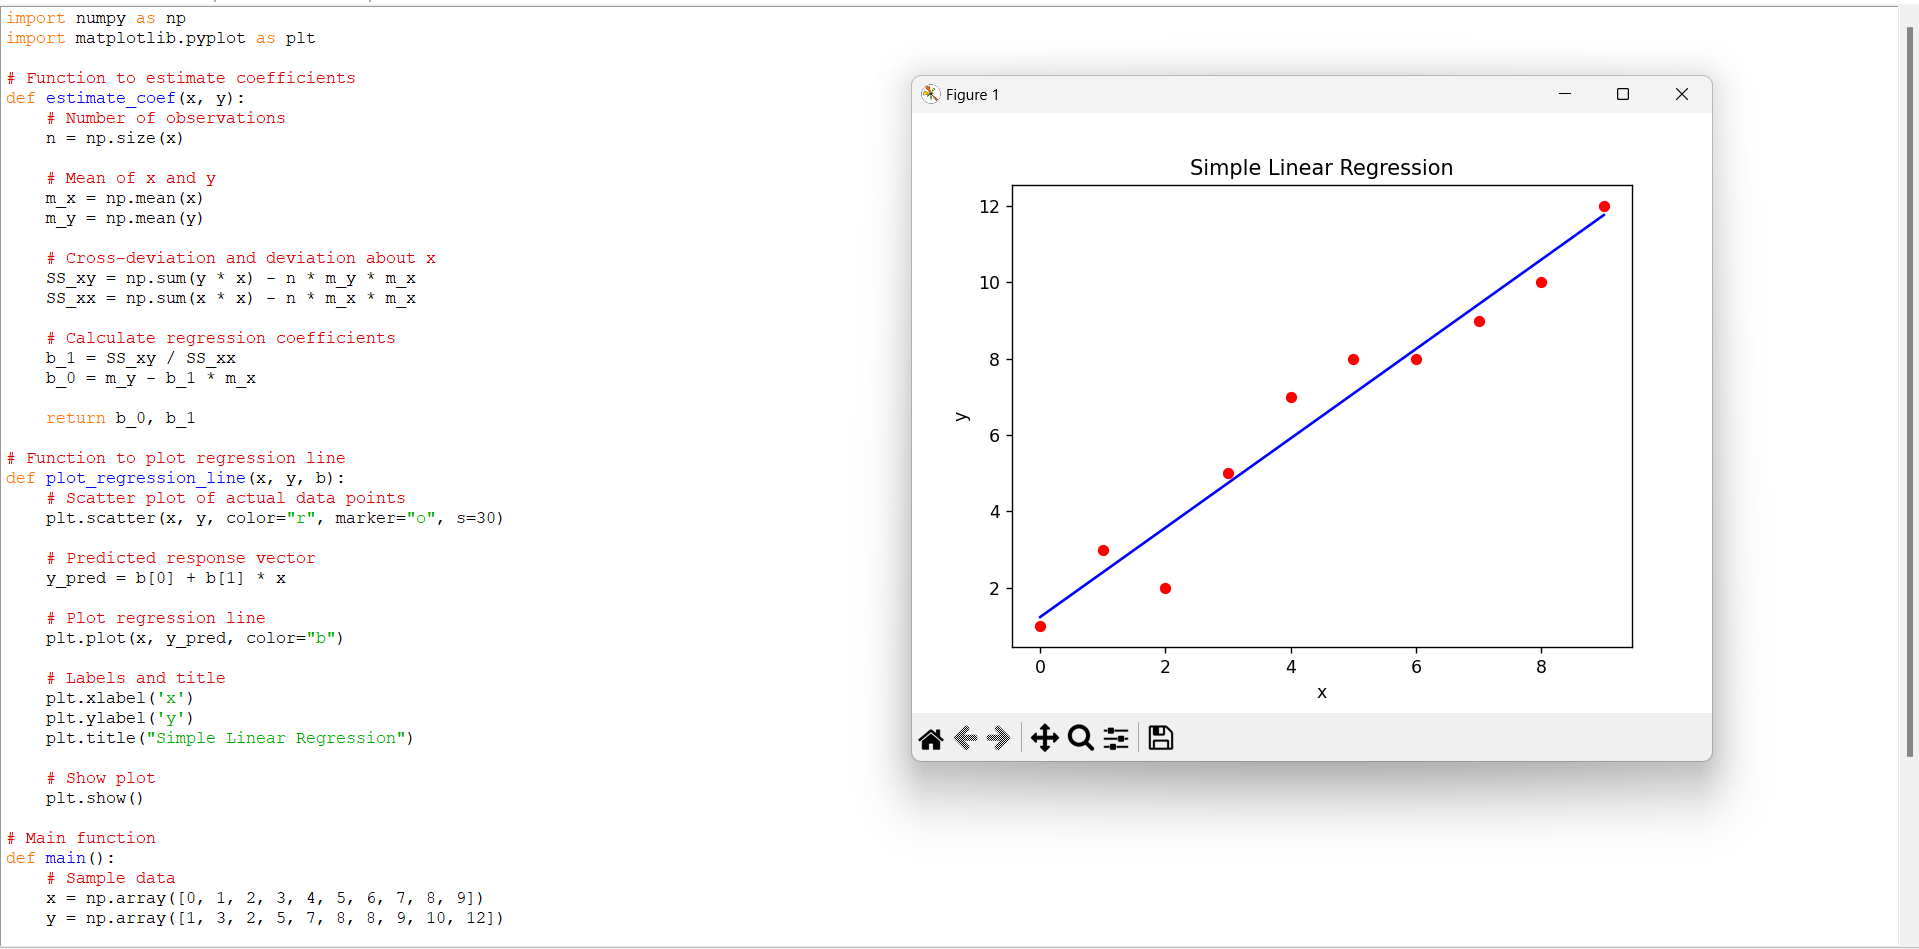 import numpy as np
import matplotlib.pyplot as plt
# Function to estimate coefficients
def estimate_coef(x, y):
    # Number of observations
    n = np.size(x)
    # Mean of x and y
    m_x = np.mean(x)
    m_y = np.mean(y)
    # Cross-deviation and deviation about x
    SS_xy = np.sum(y * x) - n * m_y * m_x
    SS_xx = np.sum(x * x) - n * m_x * m_x
    # Calculate regression coefficients
    b_1 = SS_xy / SS_xx
    b_0 = m_y - b_1 * m_x
    return b_0, b_1
# Function to plot regression line
def plot_regression_line(x, y, b):
    # Scatter plot of actual data points
    plt.scatter(x, y, color="r", marker="o", s=30)
    # Predicted response vector
    y_pred = b[0] + b[1] * x
    # Plot regression line
    plt.plot(x, y_pred, color="b")
    # Labels and title
    plt.xlabel('x')
    plt.ylabel('y')
    plt.title("Simple Linear Regression")
    # Show plot
    plt.show()
# Main function
def main():
    # Sample data
    x = np.array([0, 1, 2, 3, 4, 5, 6, 7, 8, 9])
    y = np.array([1, 3, 2, 5, 7, 8, 8, 9, 10, 12])
Figure 1
Simple Linear Regression
12
10
8
6
4
2
y
0 2 4 6 8
x